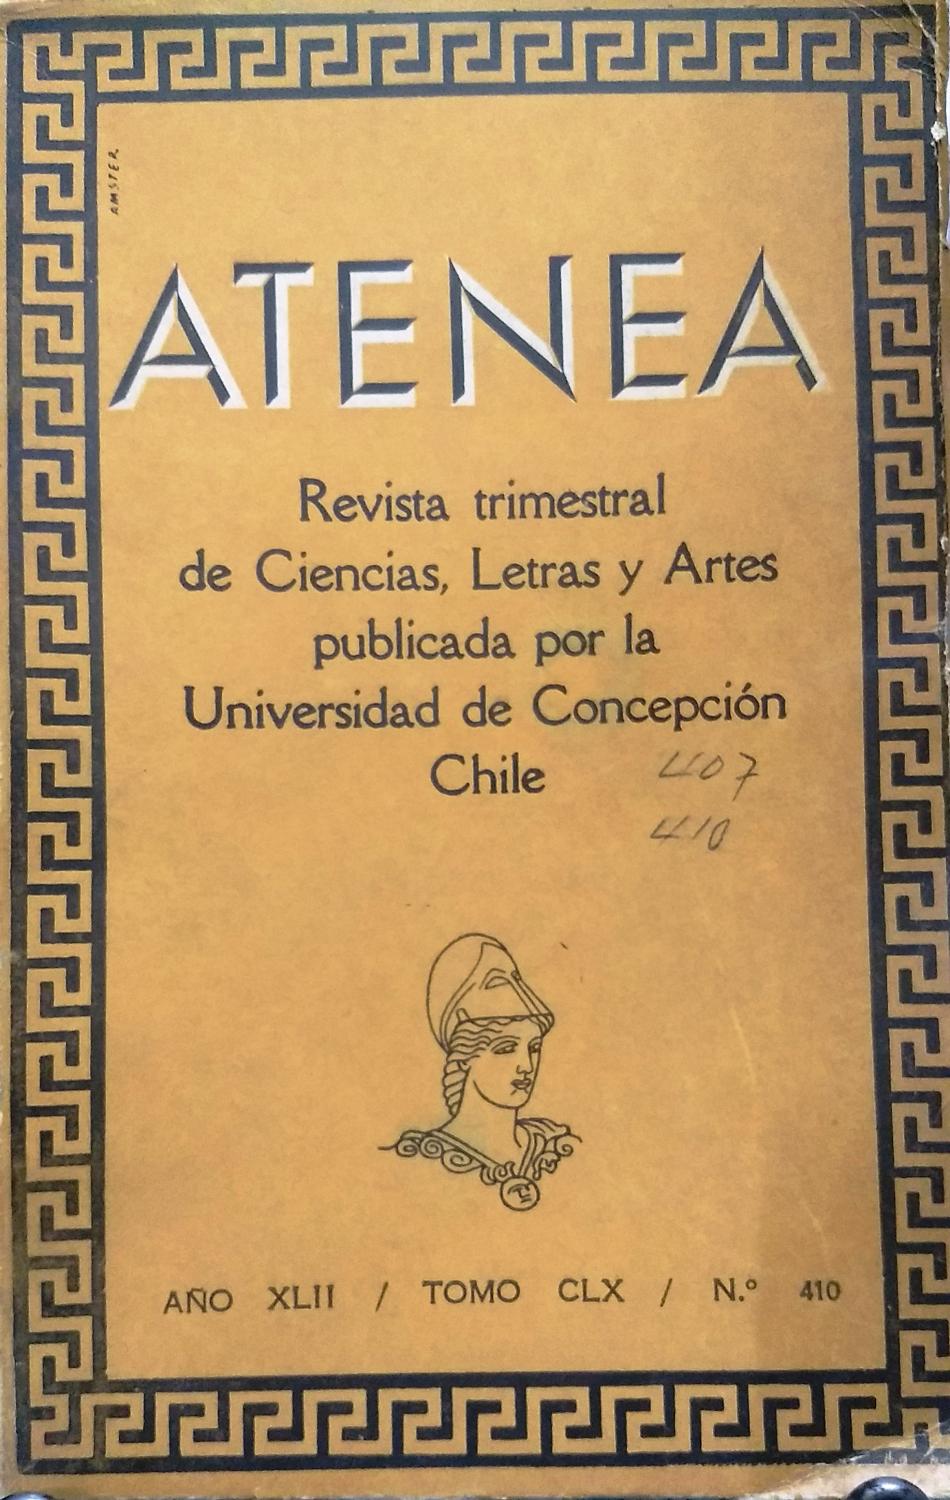 AMSTER
ATENEA
Revista trimestral
de Ciencias, Letras y Artes
publicada por la
Universidad de Concepción
Chile
407
410
AÑO XLII / TOMO CLX / N.º 410